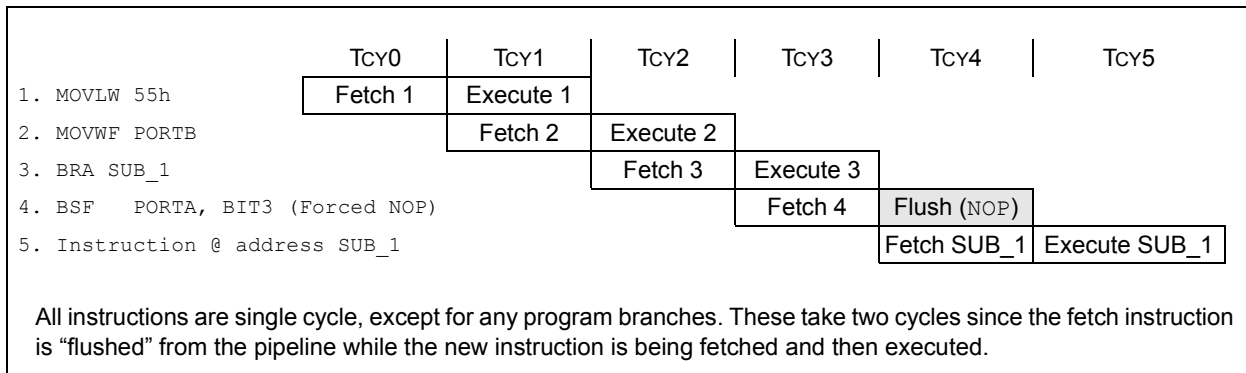 TCY0 TCY1 TCY2 TCY3 TCY4 TCY5
1. MOVLW 55h Fetch 1 Execute 1
2. MOVWF PORTB Fetch 2 Execute 2
3. BRA SUB_1 Fetch 3 Execute 3
4. BSF PORTA, BIT3 (Forced NOP) Fetch 4 Flush (NOP)
5. Instruction @ address SUB_1 Fetch SUB_1 Execute SUB_1
All instructions are single cycle, except for any program branches. These take two cycles since the fetch instruction
is “flushed” from the pipeline while the new instruction is being fetched and then executed.